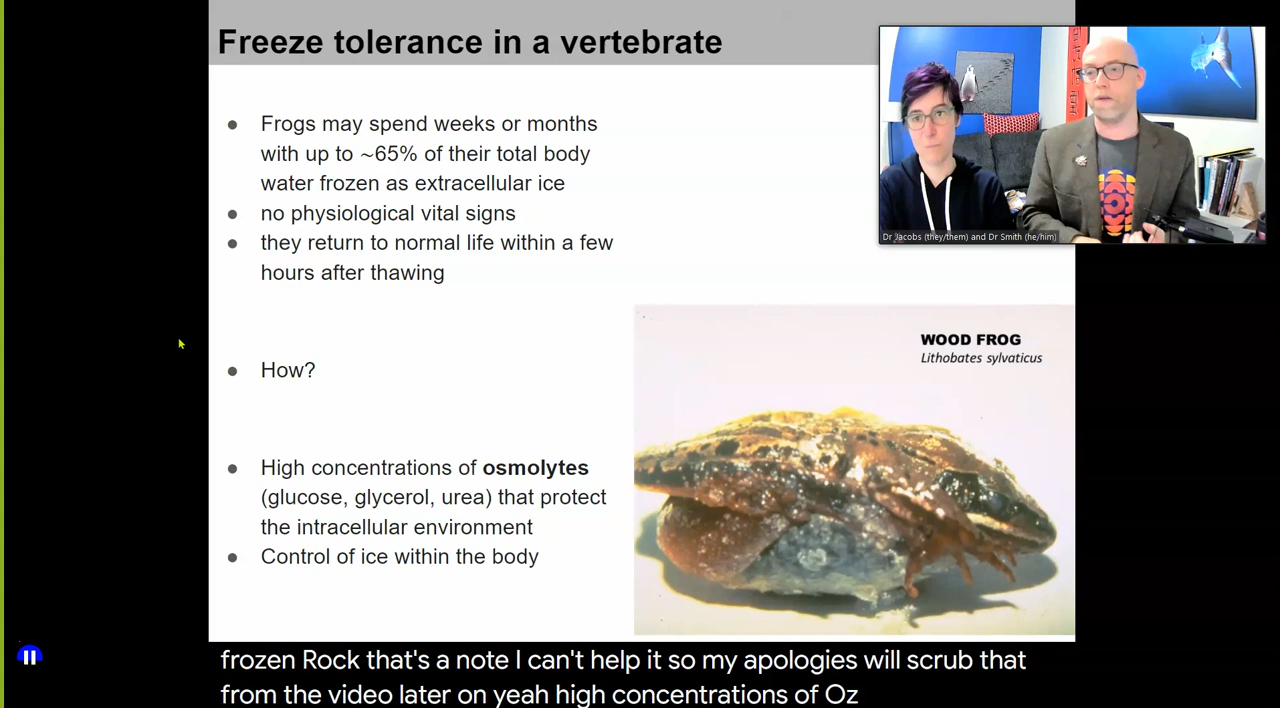 Freeze tolerance in a vertebrate
● Frogs may spend weeks or months
with up to ~65% of their total body
water frozen as extracellular ice
● no physiological vital signs
● they return to normal life within a few
hours after thawing
● How?
● High concentrations of osmolytes
(glucose, glycerol, urea) that protect
the intracellular environment
● Control of ice within the body
Dr Jacobs (they/them) and Dr Smith (he/him)
WOOD FROG
Lithobates sylvaticus
frozen Rock that's a note I can't help it so my apologies will scrub that
from the video later on yeah high concentrations of Oz